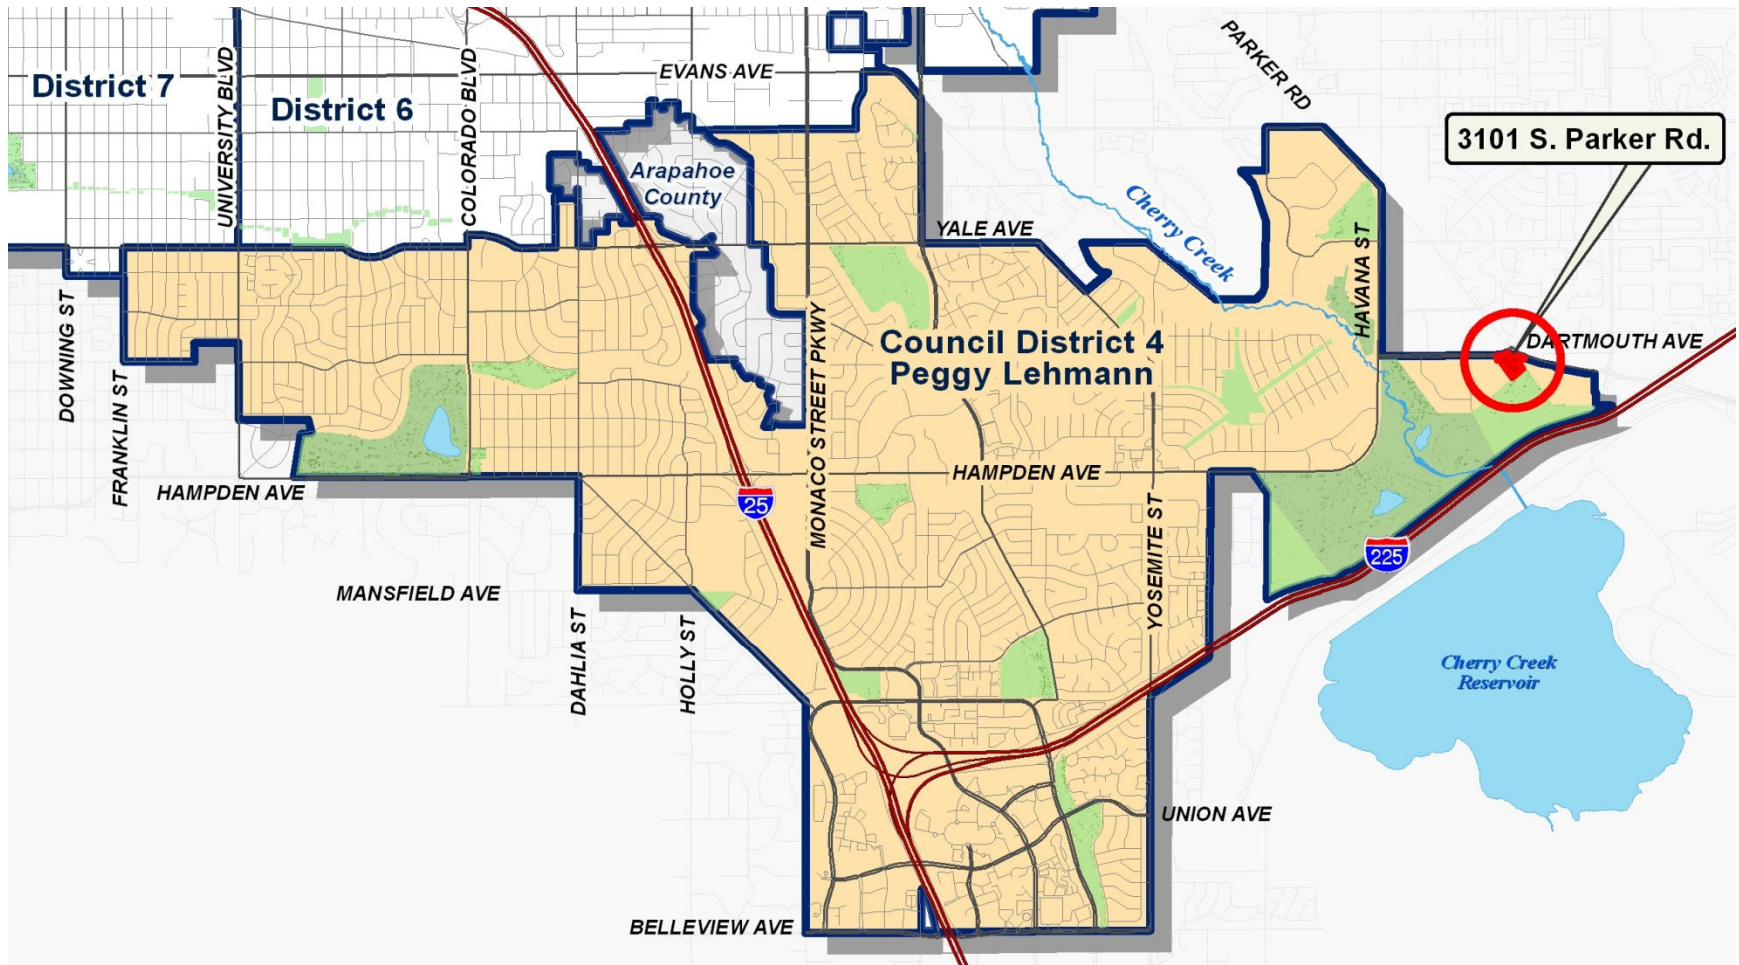 District 7
UNIVERSITY BLVD
District 6
COLORADO BLVD
EVANS AVE
PARKER RD
3101 S. Parker Rd.
Arapahoe
County
Cherry Creek
YALE AVE
HAVANA ST
DOWNING ST
FRANKLIN ST
MONACO STREET PKWY
Council District 4
Peggy Lehmann
DARTMOUTH AVE
HAMPDEN AVE
HAMPDEN AVE
25
YOSEMITE ST
225
MANSFIELD AVE
DAHLIA ST
HOLLY ST
Cherry Creek
Reservoir
UNION AVE
BELLEVIEW AVE